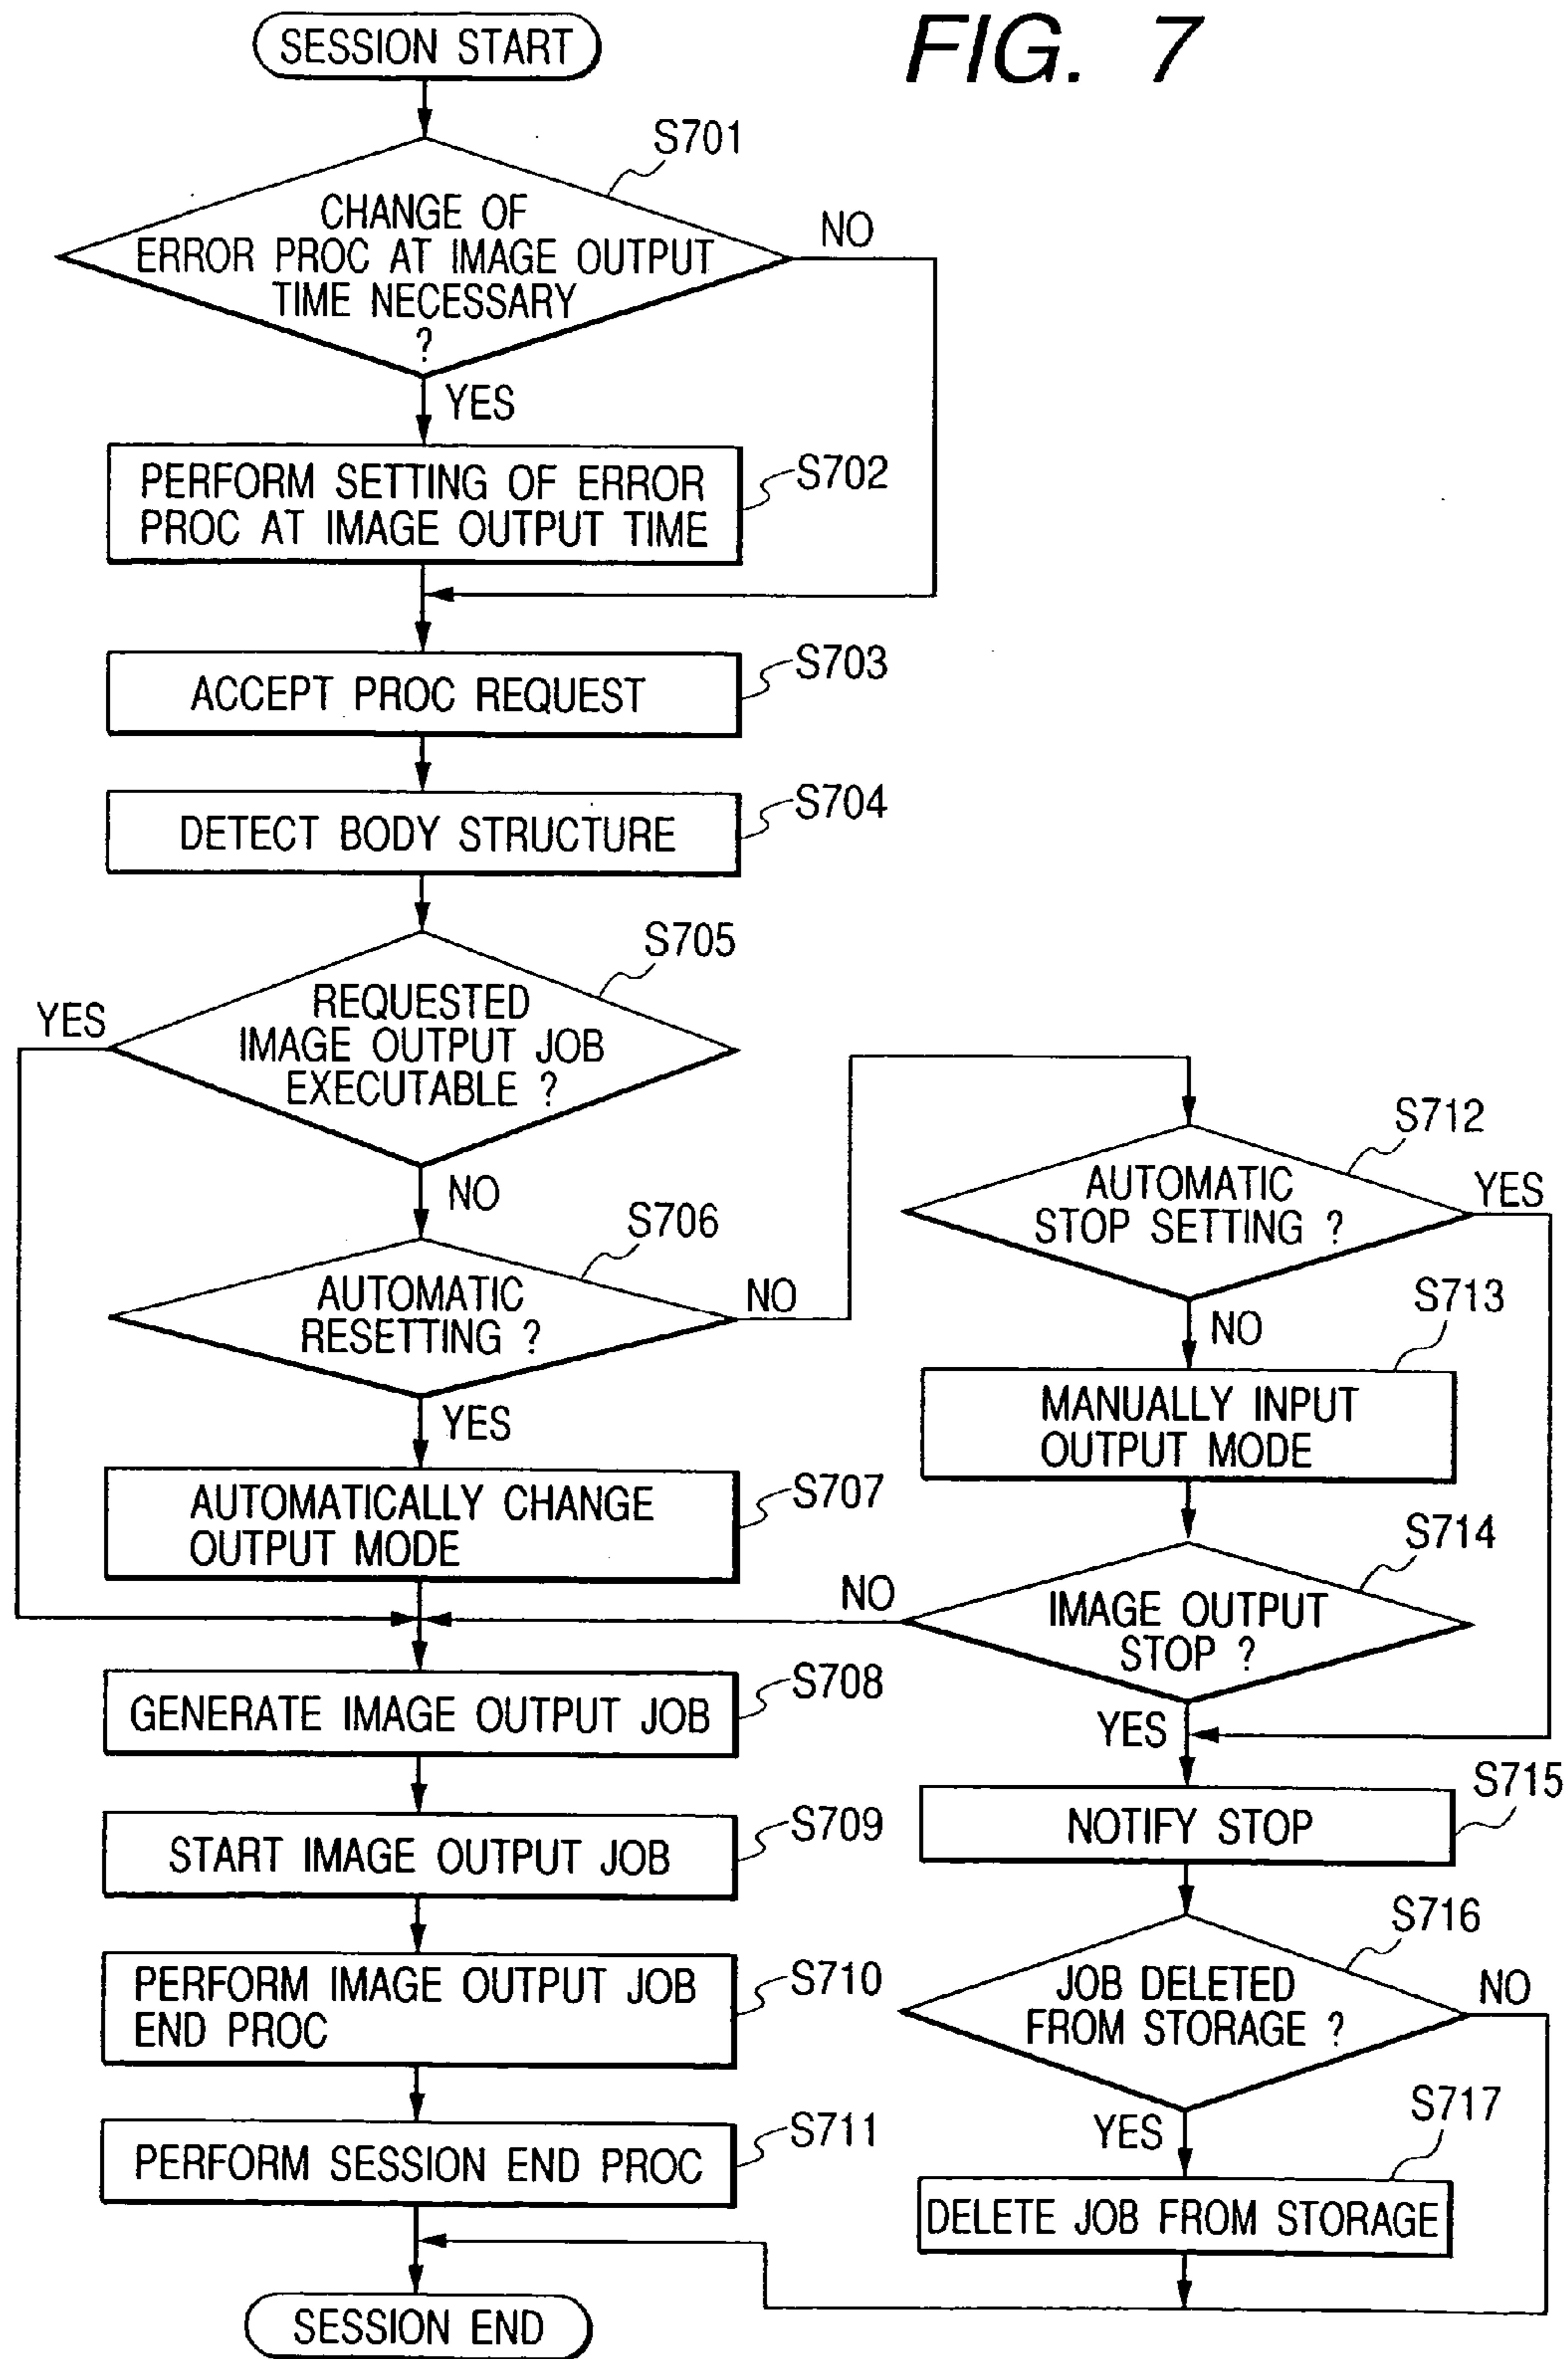 FIG. 7
SESSION START
S701
CHANGE OF
ERROR PROC AT IMAGE OUTPUT
TIME NECESSARY
?
NO
YES
S702
PERFORM SETTING OF ERROR
PROC AT IMAGE OUTPUT TIME
S703
ACCEPT PROC REQUEST
S704
DETECT BODY STRUCTURE
S705
REQUESTED
IMAGE OUTPUT JOB
EXECUTABLE ?
YES
NO
S706
AUTOMATIC
RESETTING ?
NO
YES
S707
AUTOMATICALLY CHANGE
OUTPUT MODE
S708
GENERATE IMAGE OUTPUT JOB
S709
START IMAGE OUTPUT JOB
S710
PERFORM IMAGE OUTPUT JOB
END PROC
S711
PERFORM SESSION END PROC
SESSION END
S712
AUTOMATIC
STOP SETTING ?
YES
NO
S713
MANUALLY INPUT
OUTPUT MODE
S714
IMAGE OUTPUT
STOP ?
NO
YES
S715
NOTIFY STOP
S716
JOB DELETED
FROM STORAGE ?
NO
YES
S717
DELETE JOB FROM STORAGE